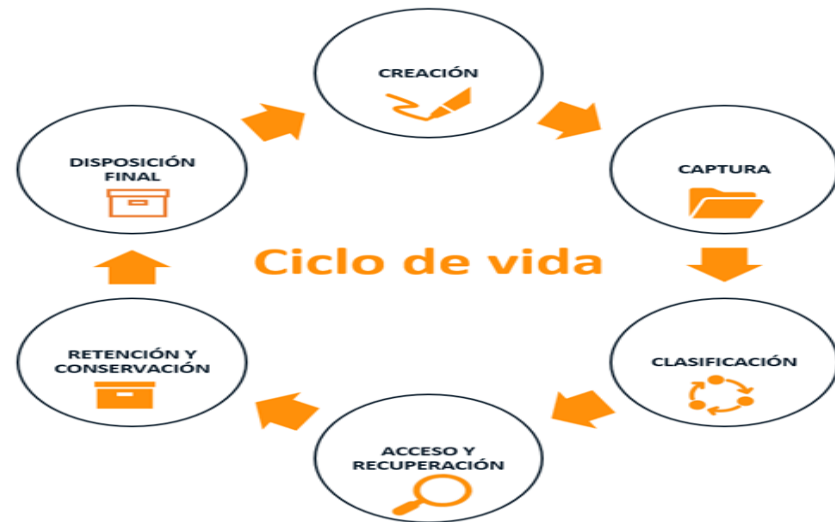 CREACIÓN
CAPTURA
CLASIFICACIÓN
ACCESO Y
RECUPERACIÓN
RETENCIÓN Y
CONSERVACIÓN
DISPOSICIÓN
FINAL
Ciclo de vida